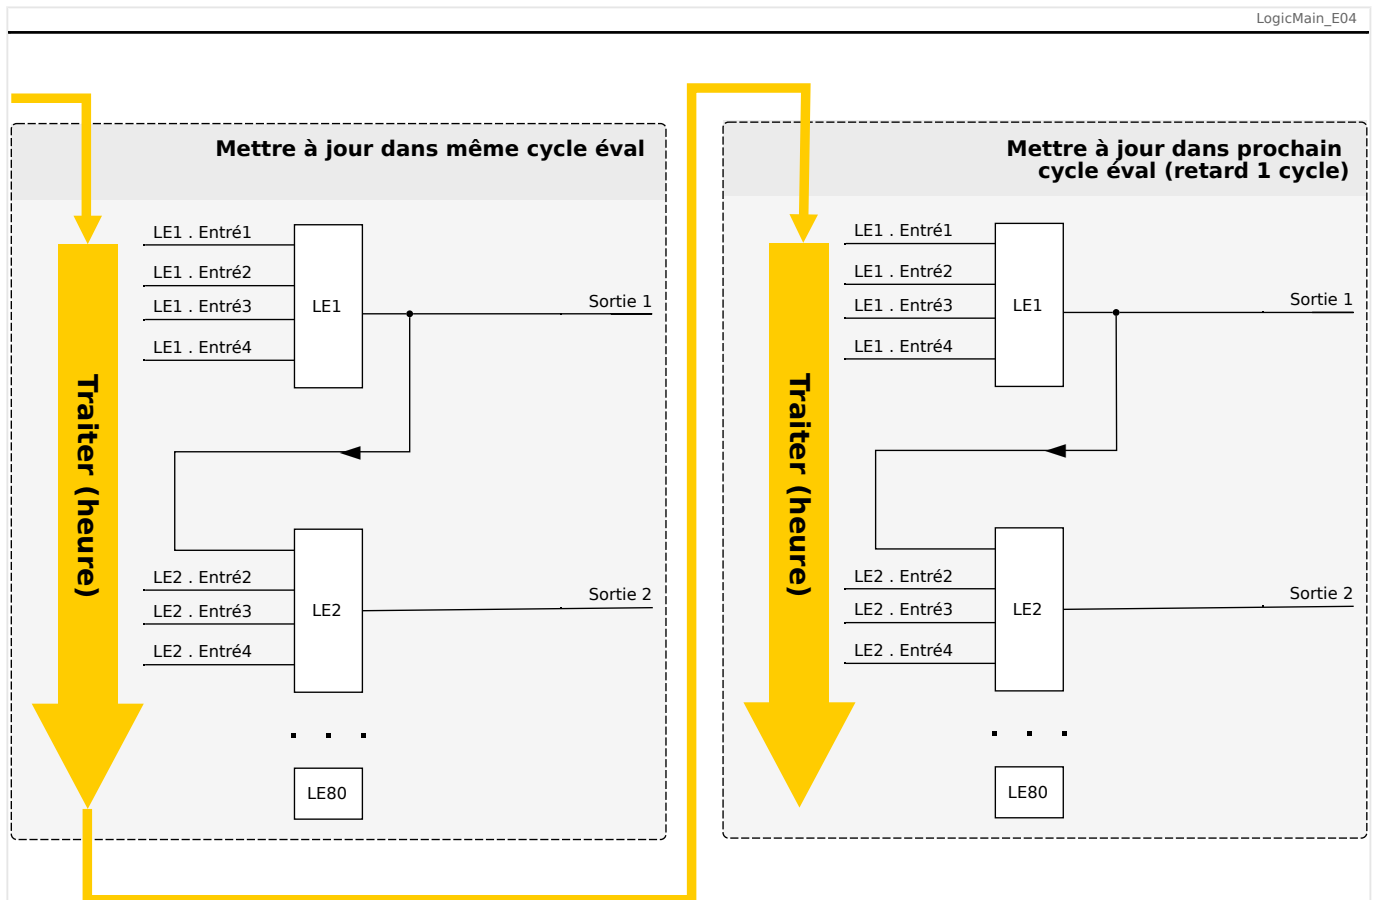 LogicMain_E04
Mettre à jour dans même cycle éval
LE1 . Entré1
LE1 . Entré2
LE1 . Entré3
LE1 . Entré4
LE1
Sortie 1
Traiter (heure)
LE2 . Entré2
LE2 . Entré3
LE2 . Entré4
LE2
Sortie 2
. . .
LE80
Mettre à jour dans prochain
cycle éval (retard 1 cycle)
LE1 . Entré1
LE1 . Entré2
LE1 . Entré3
LE1 . Entré4
LE1
Sortie 1
Traiter (heure)
LE2 . Entré2
LE2 . Entré3
LE2 . Entré4
LE2
Sortie 2
. . .
LE80